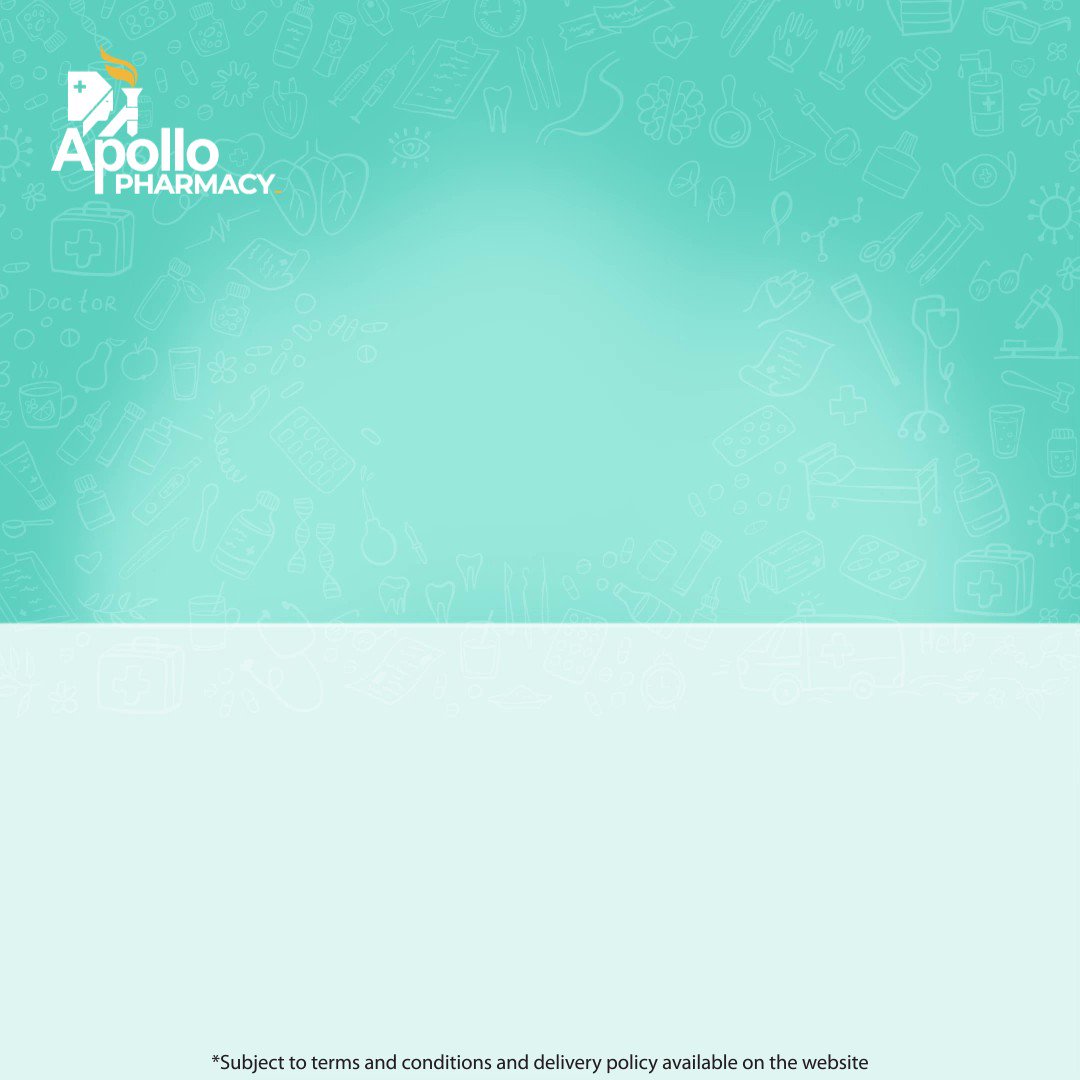 Apollo
PHARMACY
Doctor
Help
*Subject to terms and conditions and delivery policy available on the website